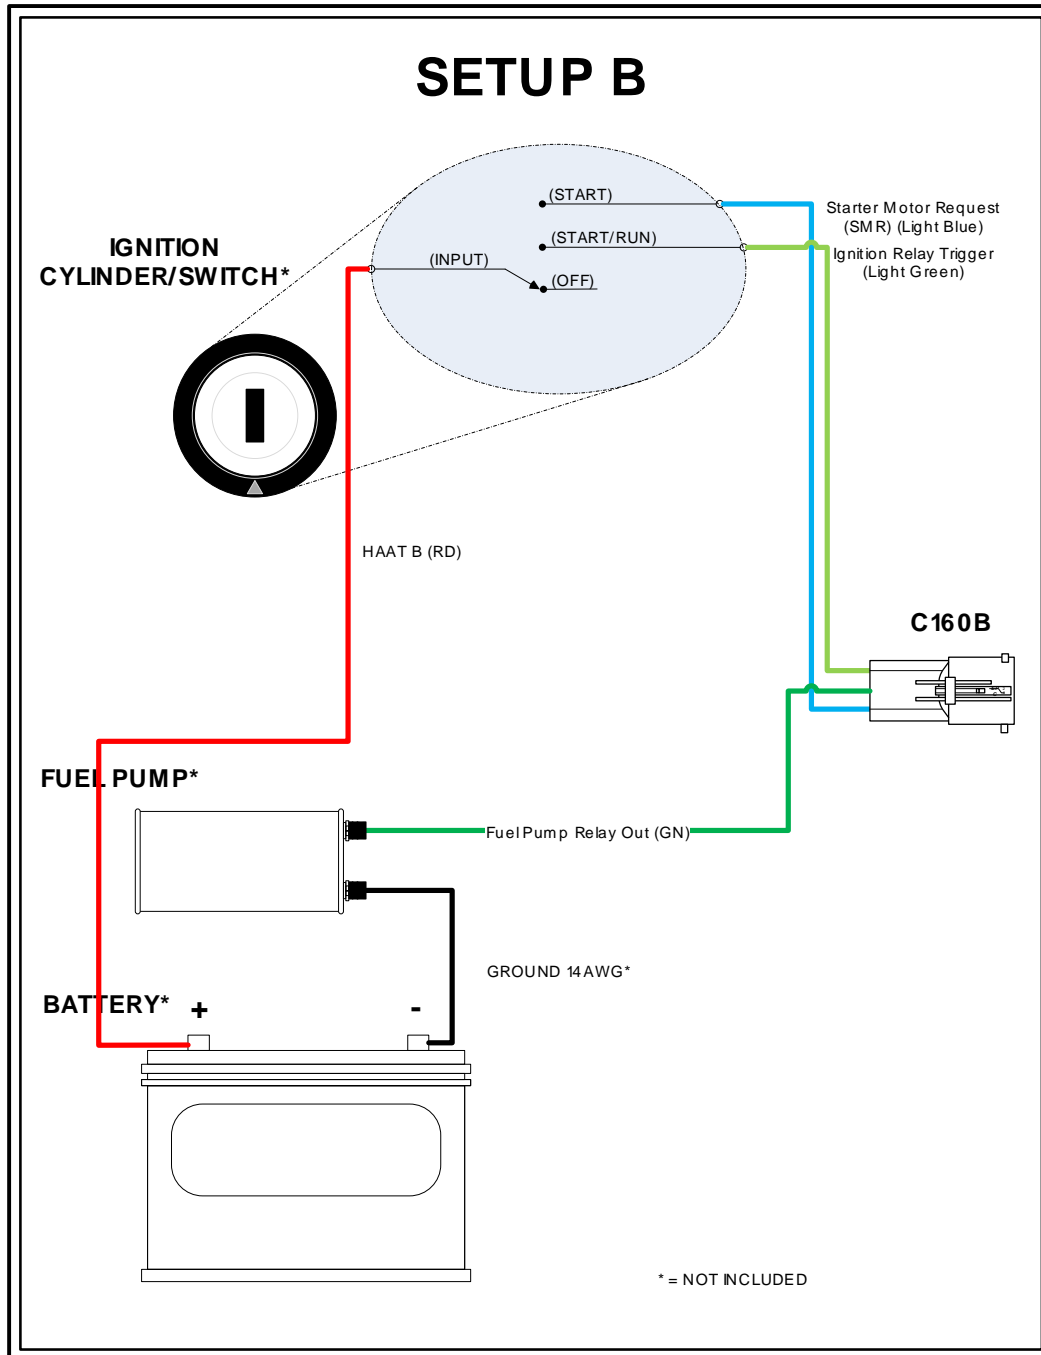 SETUP B
(START)
Starter Motor Request
(SMR) (Light Blue)
IGNITION
CYLINDER/SWITCH*
(START/RUN)
Ignition Relay Trigger
(Light Green)
(INPUT)
(OFF)
HAAT B (RD)
C160B
FUEL PUMP*
Fuel Pump Relay Out (GN)
GROUND 14AWG*
BATTERY*
+
-
* = NOT INCLUDED